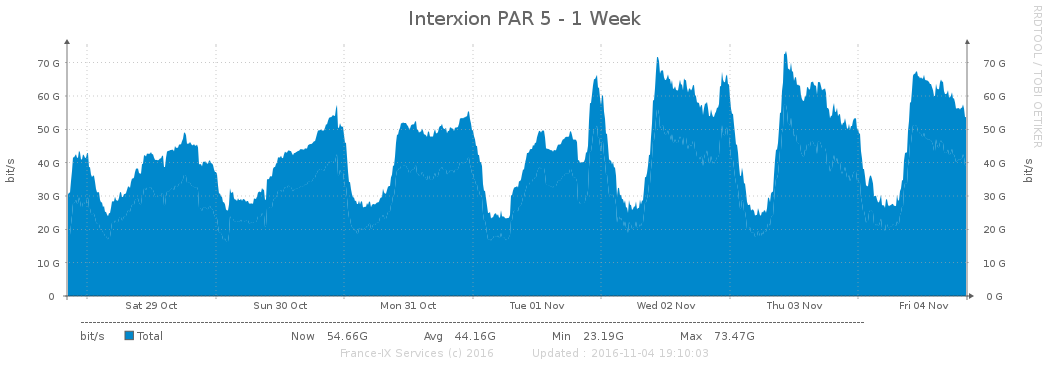 Interxion PAR 5 - 1 Week
RRDTOOL / TOBI OETIKER
bit/s
bit/s
70 G 70 G
60 G 60 G
50 G 50 G
40 G 40 G
30 G 30 G
20 G 20 G
10 G 10 G
0 0 G
Sat 29 Oct Sun 30 Oct Mon 31 Oct Tue 01 Nov Wed 02 Nov Thu 03 Nov Fri 04 Nov
bit/s Total Now 54.66G Avg 44.16G Min 23.19G Max 73.47G
France-IX Services (c) 2016 Updated : 2016-11-04 19:10:03